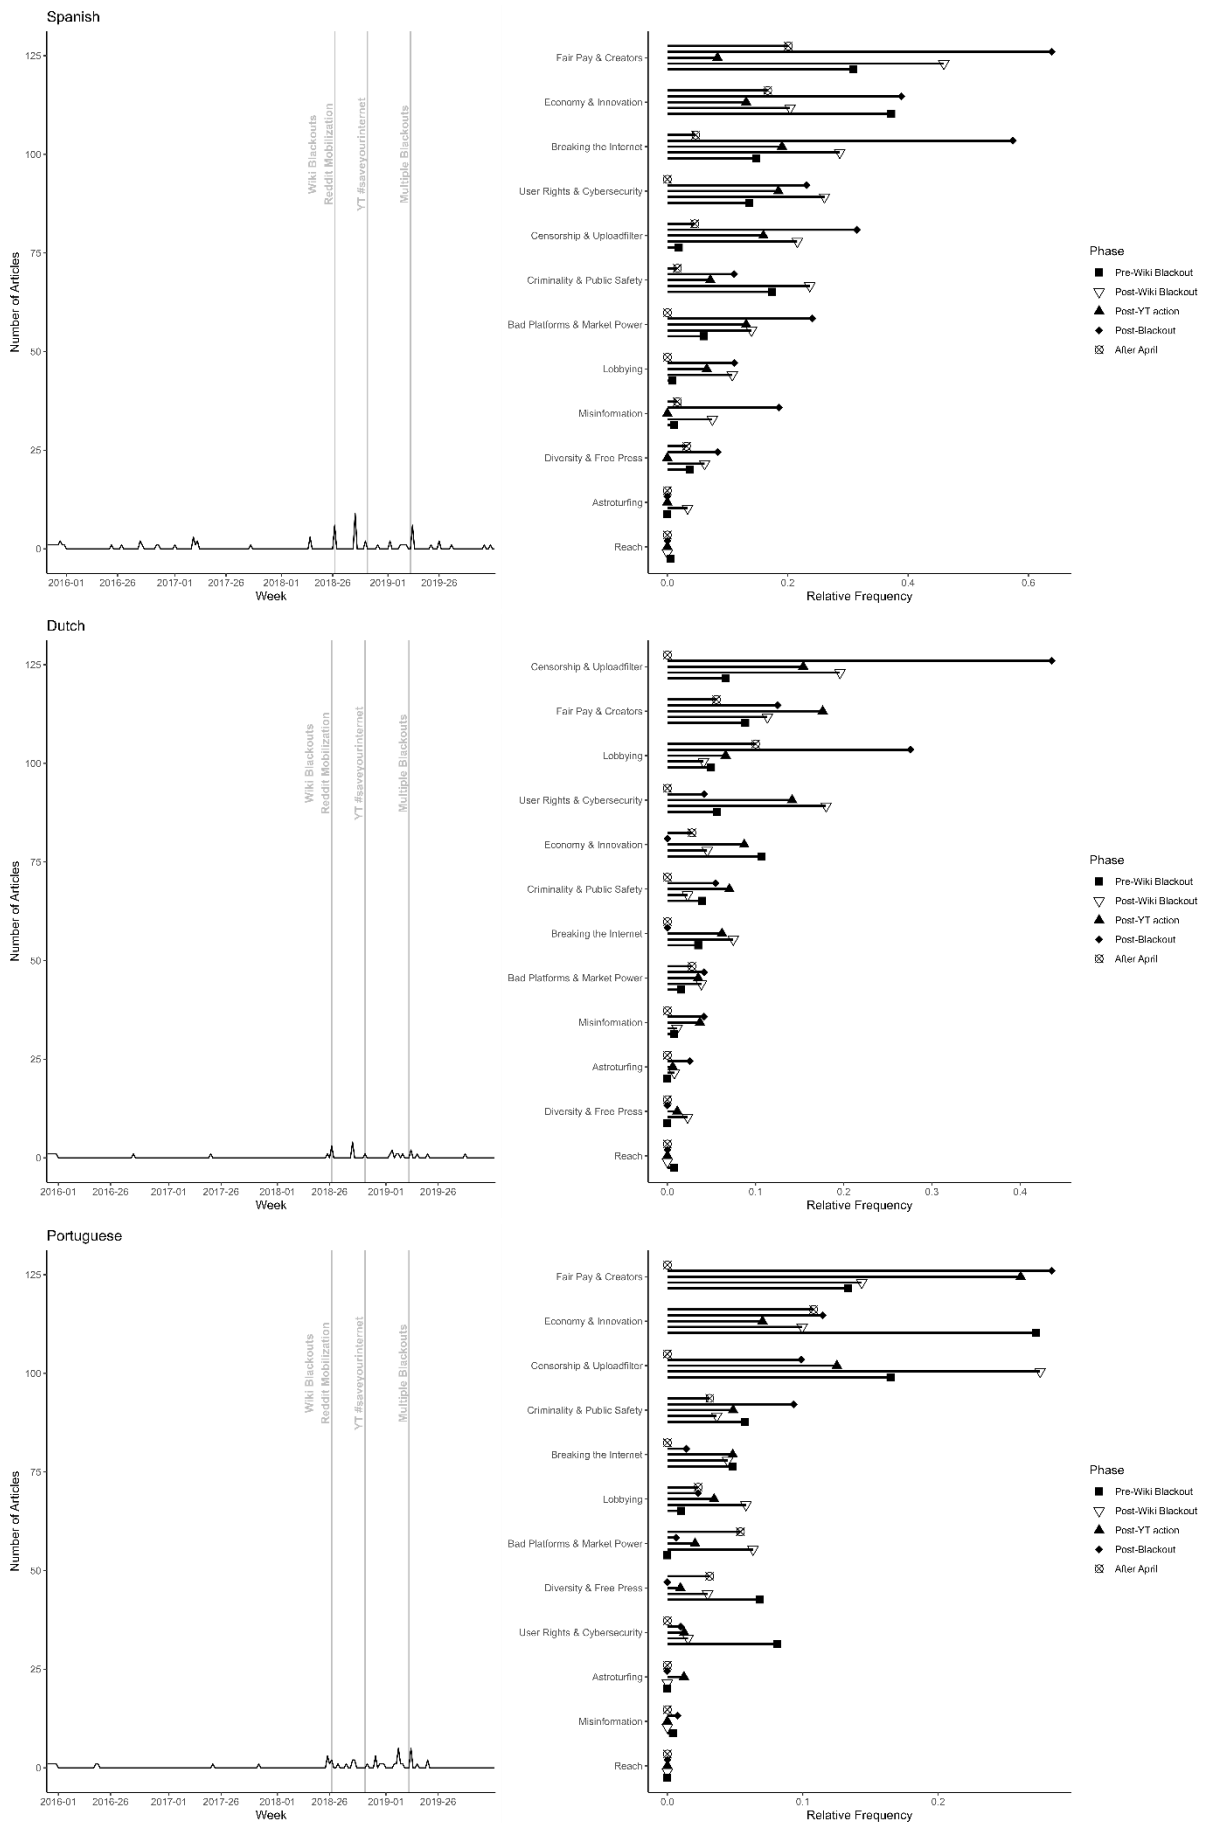 Spanish
Number of Articles
125
100
75
50
25
0
Wiki Blackouts
Reddit Mobilization
YT #saveyourinternet
Multiple Blackouts
2016-01 2016-26 2017-01 2017-26 2018-01 2018-26 2019-01 2019-26
Week
Fair Pay & Creators
Economy & Innovation
Breaking the Internet
User Rights & Cybersecurity
Censorship & Uploadfilter
Criminality & Public Safety
Bad Platforms & Market Power
Lobbying
Misinformation
Diversity & Free Press
Astroturfing
Reach
0.0 0.2 0.4 0.6
Relative Frequency
Phase
Pre-Wiki Blackout
Post-Wiki Blackout
Post-YT action
Post-Blackout
After April
Dutch
Number of Articles
125
100
75
50
25
0
Wiki Blackouts
Reddit Mobilization
YT #saveyourinternet
Multiple Blackouts
2016-01 2016-26 2017-01 2017-26 2018-01 2018-26 2019-01 2019-26
Week
Censorship & Uploadfilter
Fair Pay & Creators
Lobbying
User Rights & Cybersecurity
Economy & Innovation
Criminality & Public Safety
Breaking the Internet
Bad Platforms & Market Power
Misinformation
Astroturfing
Diversity & Free Press
Reach
0.0 0.1 0.2 0.3 0.4
Relative Frequency
Phase
Pre-Wiki Blackout
Post-Wiki Blackout
Post-YT action
Post-Blackout
After April
Portuguese
Number of Articles
125
100
75
50
25
0
Wiki Blackouts
Reddit Mobilization
YT #saveyourinternet
Multiple Blackouts
2016-01 2016-26 2017-01 2017-26 2018-01 2018-26 2019-01 2019-26
Week
Fair Pay & Creators
Economy & Innovation
Censorship & Uploadfilter
Criminality & Public Safety
Breaking the Internet
Lobbying
Bad Platforms & Market Power
Diversity & Free Press
User Rights & Cybersecurity
Astroturfing
Misinformation
Reach
0.0 0.1 0.2
Relative Frequency
Phase
Pre-Wiki Blackout
Post-Wiki Blackout
Post-YT action
Post-Blackout
After April